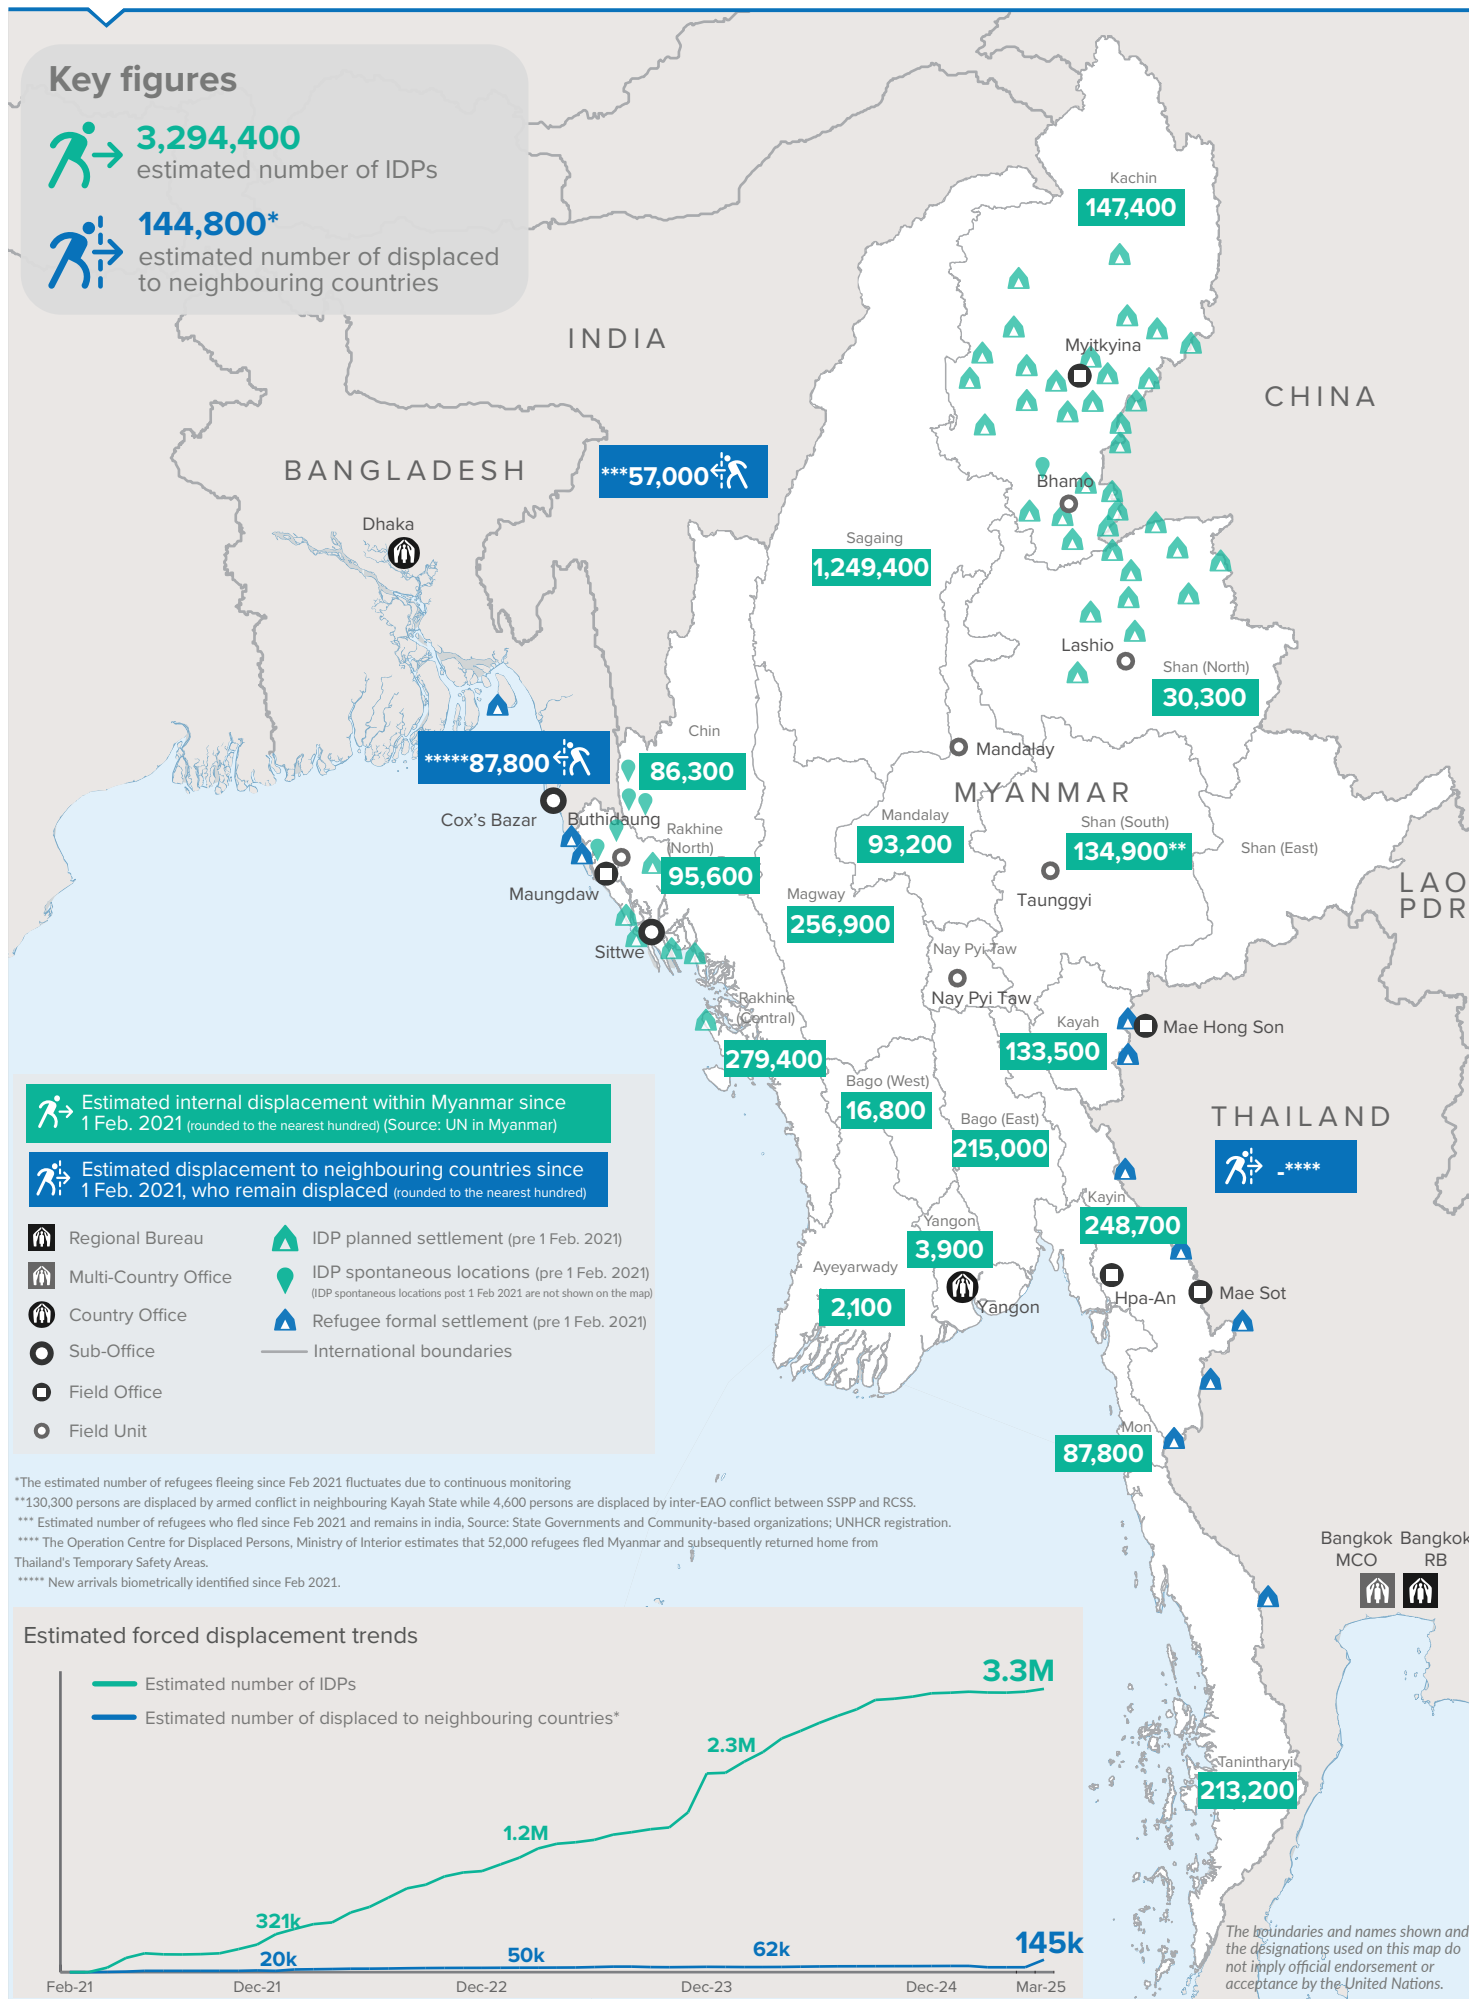 Key figures
3,294,400
estimated number of IDPs
144,800*
estimated number of displaced
to neighbouring countries
INDIA
CHINA
BANGLADESH
Dhaka
***57,000
Kachin
147,400
Myitkyina
Bhamo
Sagaing
1,249,400
Lashio
Shan (North)
30,300
Chin
86,300
*****87,800
Cox's Bazar
Buthidaung
Rakhine
(North)
95,600
Maungdaw
Sittwe
Mandalay
MYANMAR
Mandalay
93,200
Shan (South)
134,900**
Shan (East)
Taunggyi
LAO
PDR
Magway
256,900
Nay Pyi Taw
Nay Pyi Taw
Rakhine
(Central)
279,400
Kayah
133,500
Mae Hong Son
Bago (West)
16,800
Bago (East)
215,000
THAILAND
-****
Kayin
248,700
Yangon
3,900
Yangon
Ayeyarwady
2,100
Hpa-An
Mae Sot
Mon
87,800
Bangkok
MCO
Bangkok
RB
Tanintharyi
213,200
Estimated internal displacement within Myanmar since
1 Feb. 2021 (rounded to the nearest hundred) (Source: UN in Myanmar)
Estimated displacement to neighbouring countries since
1 Feb. 2021, who remain displaced (rounded to the nearest hundred)
Regional Bureau
Multi-Country Office
Country Office
Sub-Office
Field Office
Field Unit
IDP planned settlement (pre 1 Feb. 2021)
IDP spontaneous locations (pre 1 Feb. 2021)
(IDP spontaneous locations post 1 Feb 2021 are not shown on the map)
Refugee formal settlement (pre 1 Feb. 2021)
International boundaries
*The estimated number of refugees fleeing since Feb 2021 fluctuates due to continuous monitoring
**130,300 persons are displaced by armed conflict in neighbouring Kayah State while 4,600 persons are displaced by inter-EAO conflict between SSPP and RCSS.
*** Estimated number of refugees who fled since Feb 2021 and remains in india, Source: State Governments and Community-based organizations; UNHCR registration.
**** The Operation Centre for Displaced Persons, Ministry of Interior estimates that 52,000 refugees fled Myanmar and subsequently returned home from
Thailand's Temporary Safety Areas.
***** New arrivals biometrically identified since Feb 2021.
Estimated forced displacement trends
Estimated number of IDPs
Estimated number of displaced to neighbouring countries*
3.3M
2.3M
1.2M
321k
20k
50k
62k
145k
Feb-21
Dec-21
Dec-22
Dec-23
Dec-24
Mar-25
The boundaries and names shown and
the designations used on this map do
not imply official endorsement or
acceptance by the United Nations.